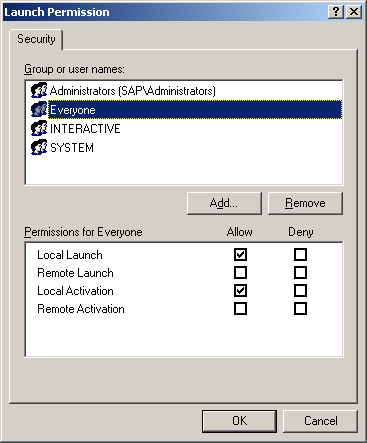 Launch Permission
Security
Group or user names:
Administrators (SAP\Administrators)
Everyone
INTERACTIVE
SYSTEM
Add... Remove
Permissions for Everyone Allow Deny
Local Launch
Remote Launch
Local Activation
Remote Activation
OK Cancel